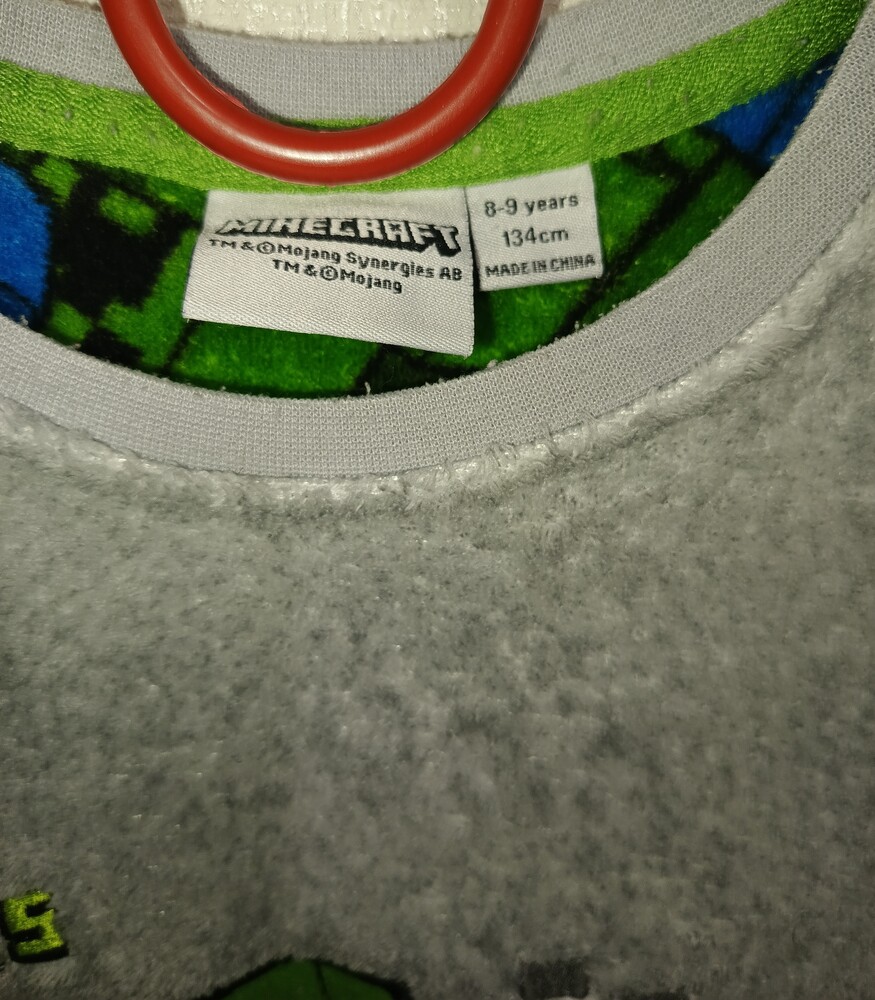 MINECRAFT
TM & ©Mojang Synergies AB
TM & ©Mojang
8-9 years
134cm
MADE IN CHINA
S